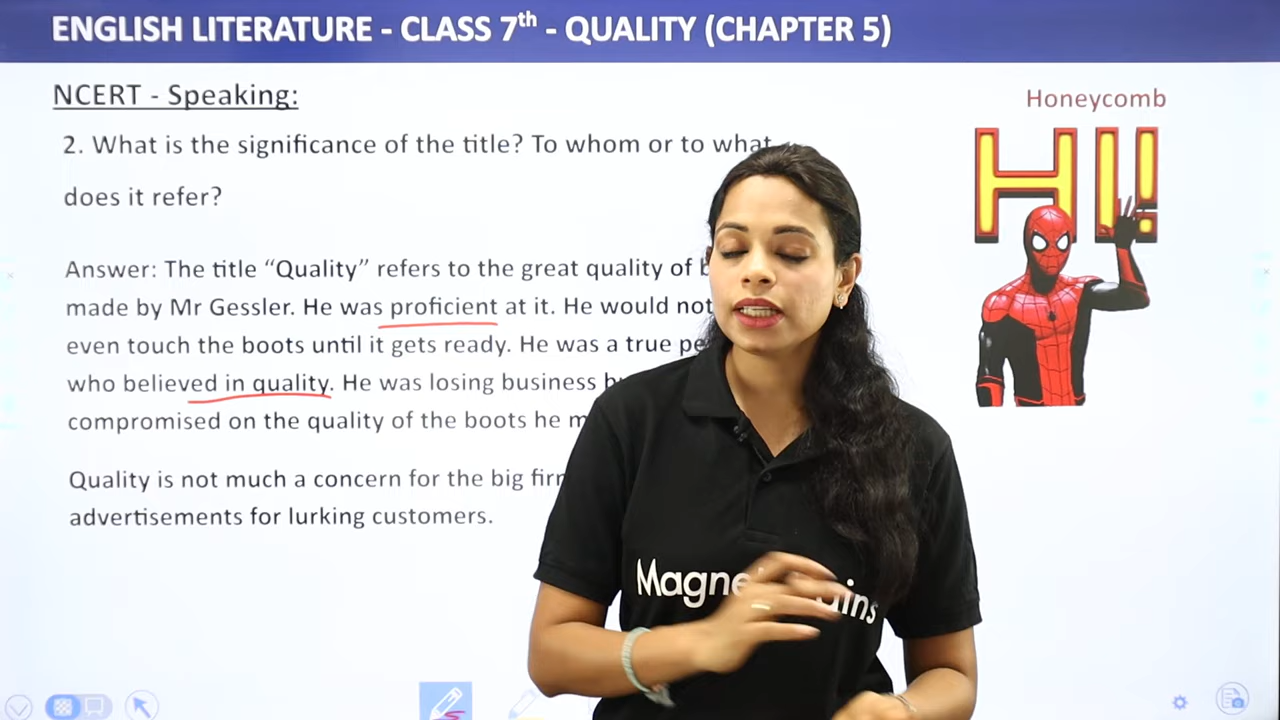 ENGLISH LITERATURE - CLASS 7th - QUALITY (CHAPTER 5)
NCERT - Speaking:
Honeycomb
HI!
2. What is the significance of the title? To whom or to what
does it refer?
Answer: The title “Quality” refers to the great quality of
made by Mr Gessler. He was proficient at it. He would not
even touch the boots until it gets ready. He was a true
who believed in quality. He was losing business
compromised on the quality of the boots he
Quality is not much a concern for the big
advertisements for lurking customers.